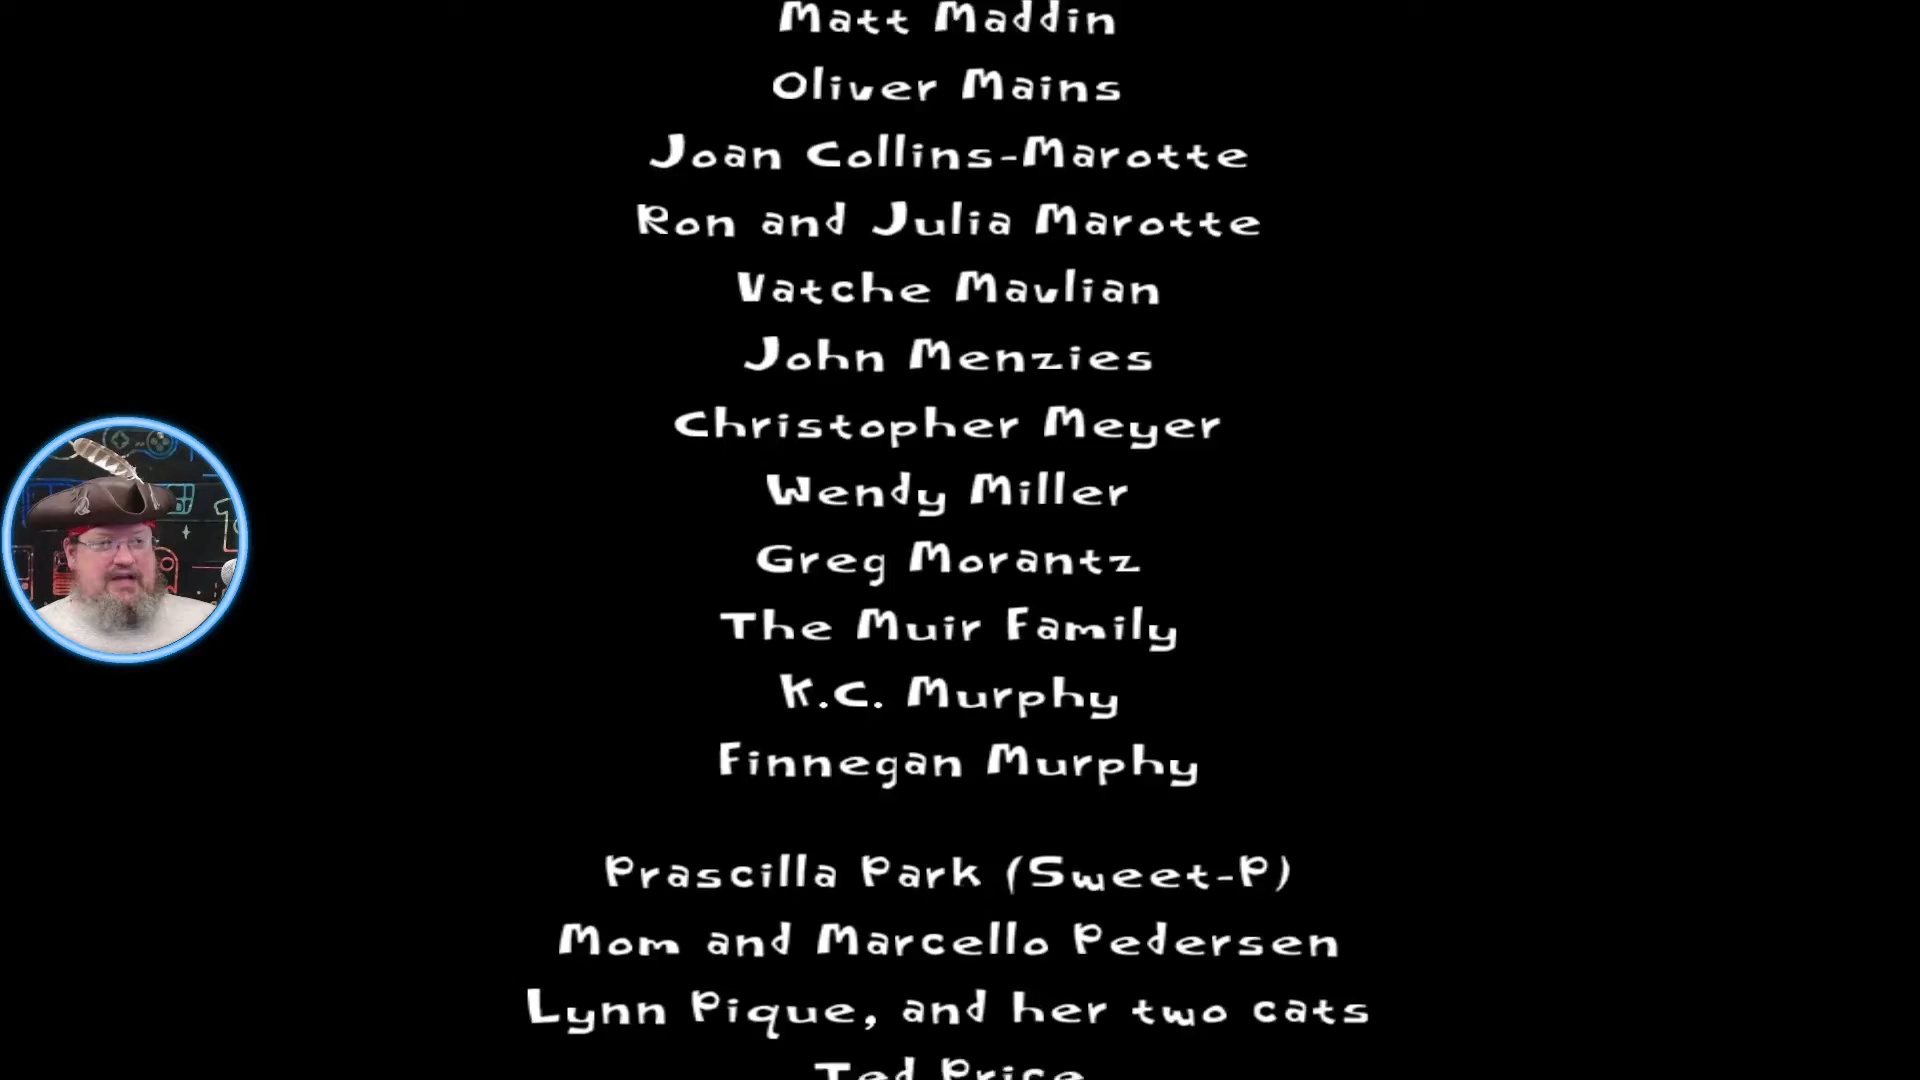 Matt Maddin
Oliver Mains
Joan Collins-Marotte
Ron and Julia Marotte
Vatche Mavlian
John Menzies
Christopher Meyer
Wendy Miller
Greg Morantz
The Muir Family
K.C. Murphy
Finnegan Murphy
Prascilla Park (Sweet-P)
Mom and Marcello Pedersen
Lynn Pique, and her two cats
Ted Price